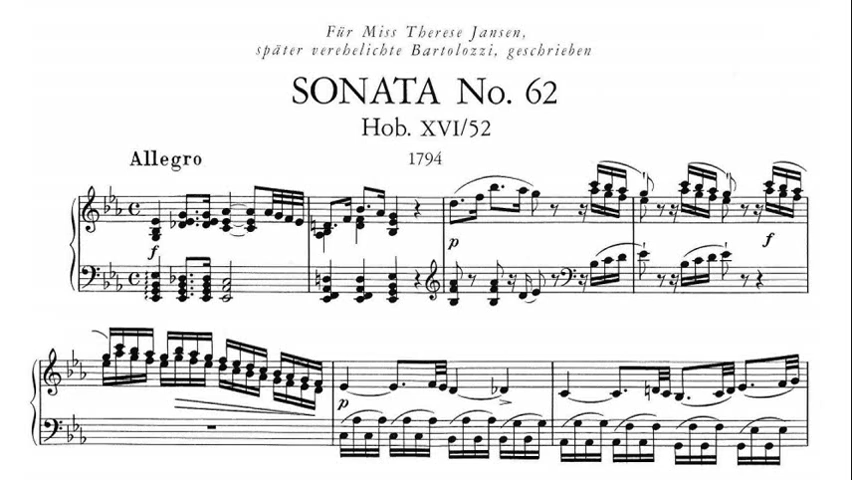 Für Miss Therese Jansen,
später verehelichte Bartolozzi, geschrieben
SONATA No. 62
Hob. XVI/52
Allegro
1794
f
p
f
p